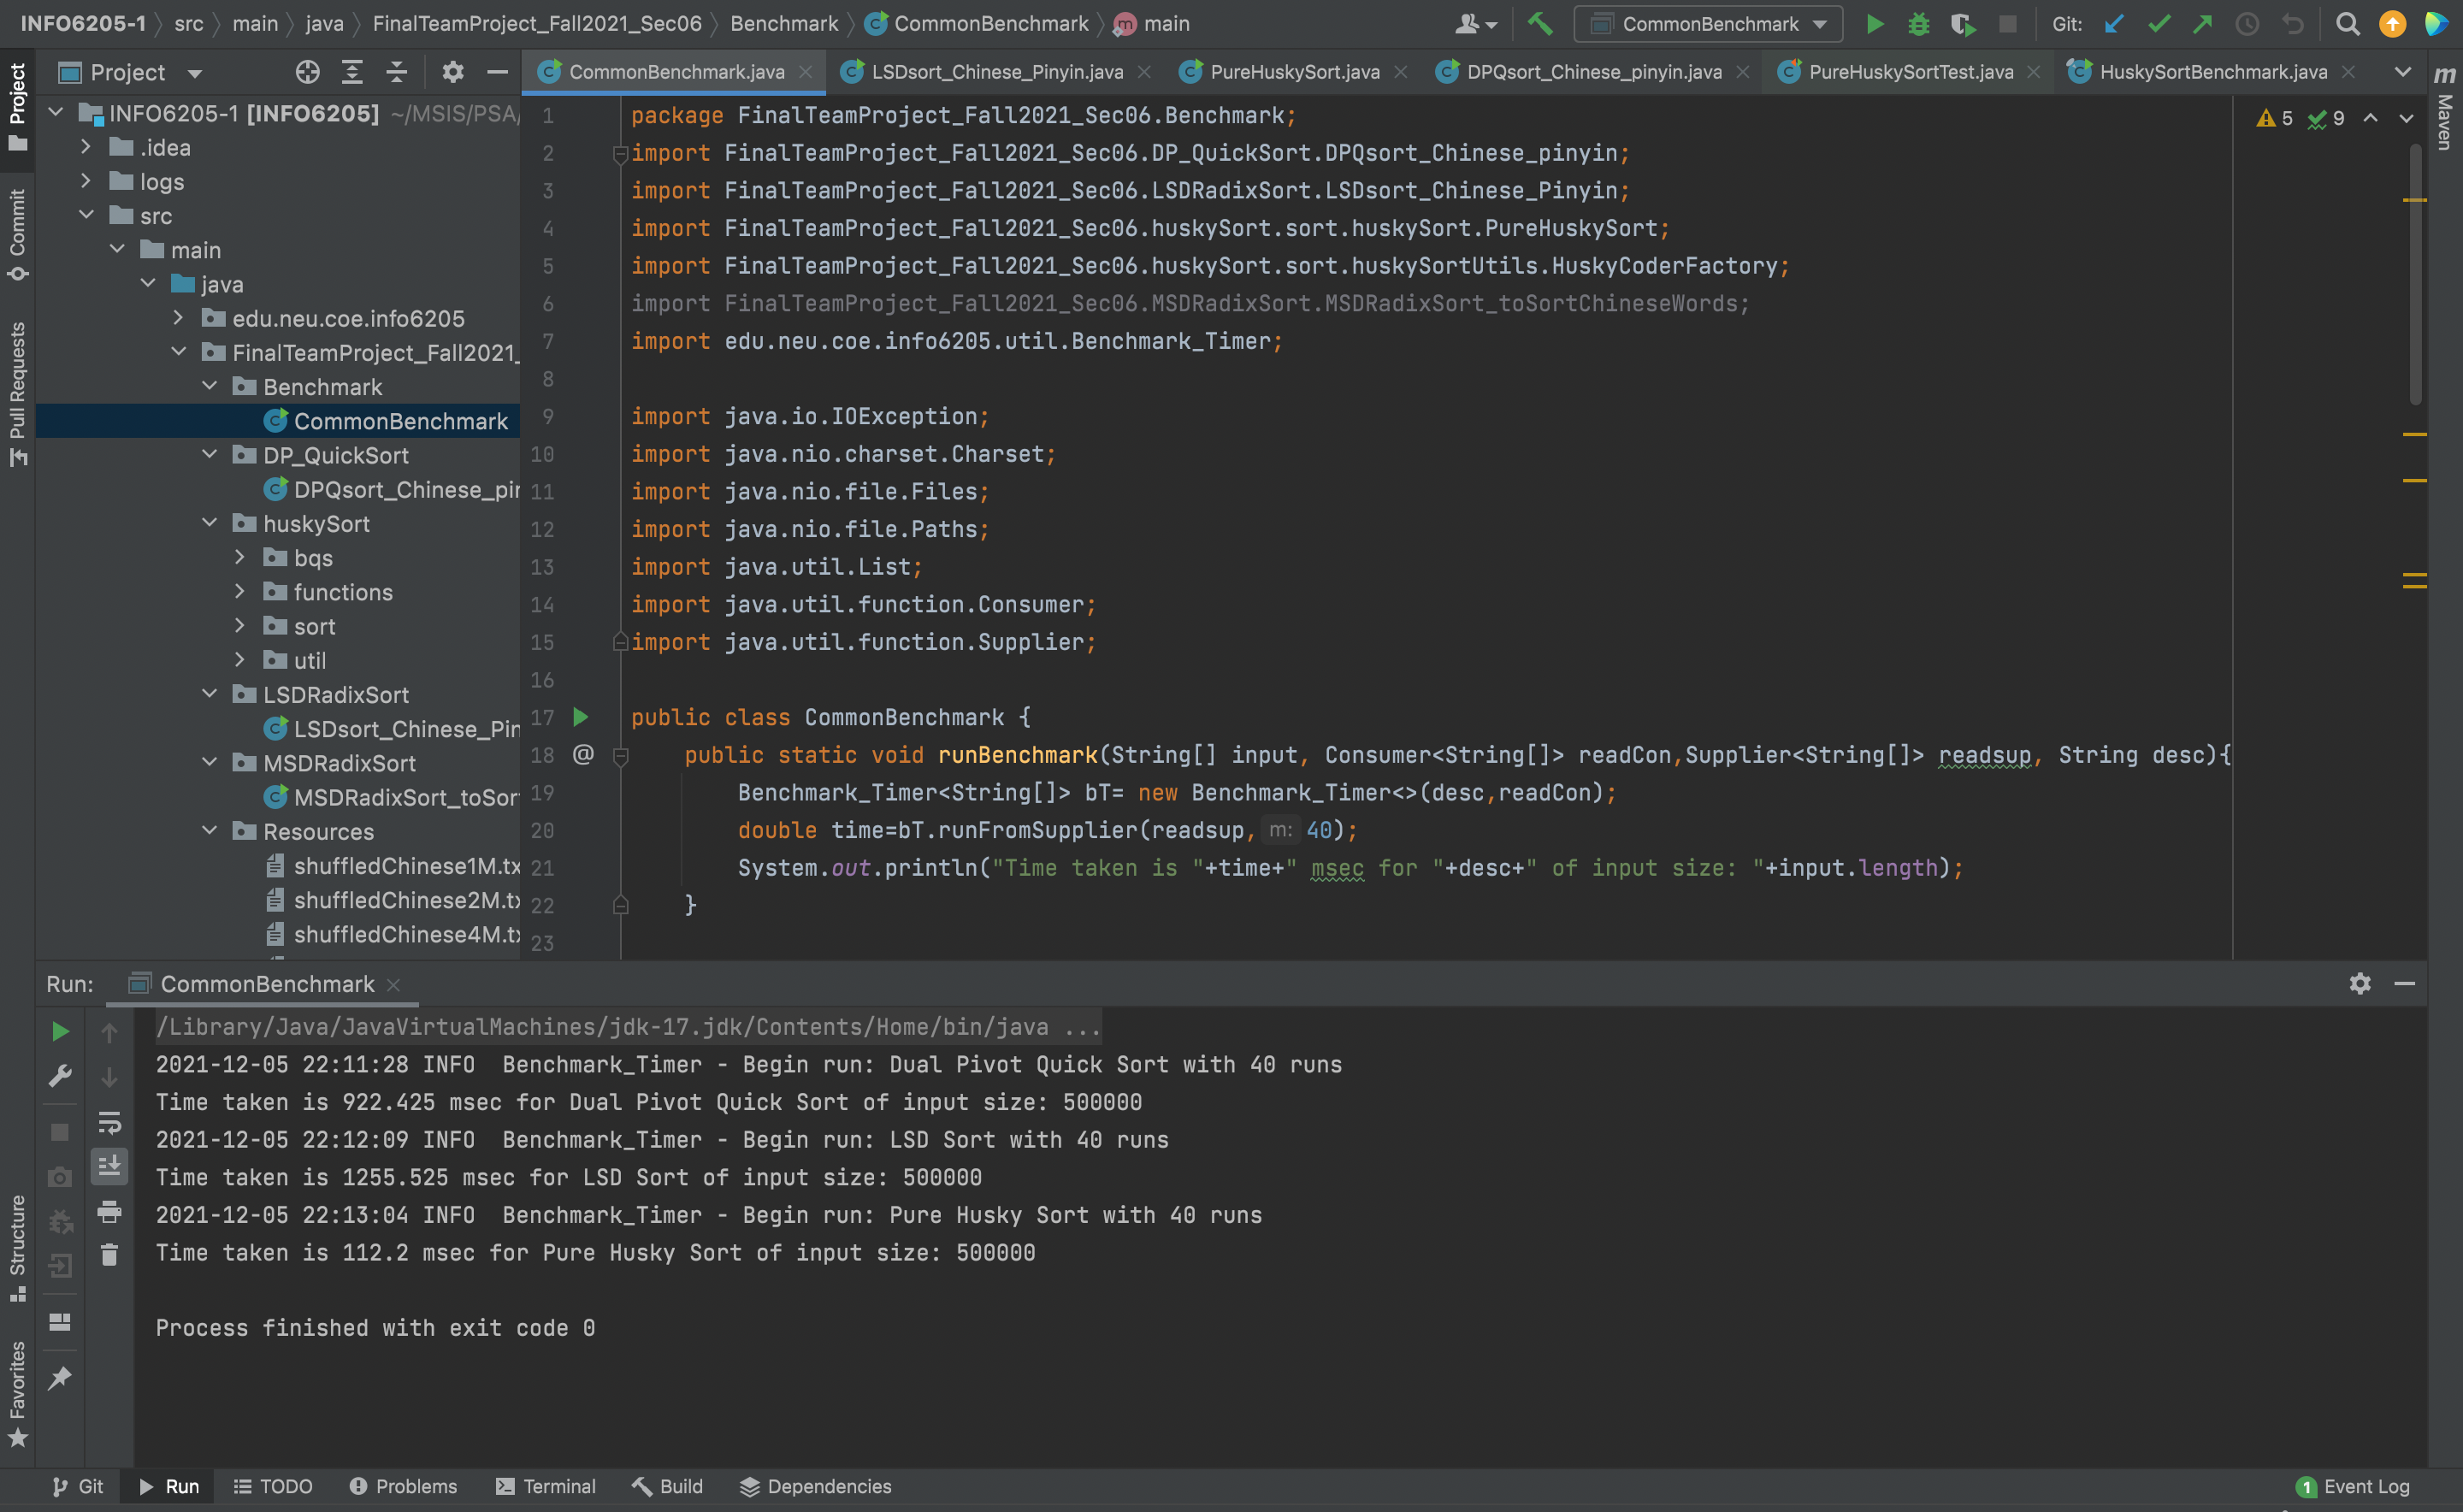 INFO6205-1 src main java FinalTeamProject_Fall2021_Sec06 Benchmark CommonBenchmark m main CommonBenchmark Git:
Project
CommonBenchmark.java LSDsort_Chinese_Pinyin.java PureHuskySort.java DPQsort_Chinese_pinyin.java PureHuskySortTest.java HuskySortBenchmark.java
Project
Commit
Pull Requests
Structure
Favorites
m Maven
INFO6205-1 [INFO6205] ~/MSIS/PSA/
.idea
logs
src
main
java
edu.neu.coe.info6205
FinalTeamProject_Fall2021_
Benchmark
CommonBenchmark
DP_QuickSort
DPQsort_Chinese_pin
huskySort
bqs
functions
sort
util
LSDRadixSort
LSDsort_Chinese_Pin
MSDRadixSort
MSDRadixSort_toSor
Resources
shuffledChinese1M.tx
shuffledChinese2M.tx
shuffledChinese4M.tx
5 9
1 package FinalTeamProject_Fall2021_Sec06.Benchmark;
2 import FinalTeamProject_Fall2021_Sec06.DP_QuickSort.DPQsort_Chinese_pinyin;
3 import FinalTeamProject_Fall2021_Sec06.LSDRadixSort.LSDsort_Chinese_Pinyin;
4 import FinalTeamProject_Fall2021_Sec06.huskySort.sort.huskySort.PureHuskySort;
5 import FinalTeamProject_Fall2021_Sec06.huskySort.sort.huskySortUtils.HuskyCoderFactory;
6 import FinalTeamProject_Fall2021_Sec06.MSDRadixSort.MSDRadixSort_toSortChineseWords;
7 import edu.neu.coe.info6205.util.Benchmark_Timer;
8
9 import java.io.IOException;
10 import java.nio.charset.Charset;
11 import java.nio.file.Files;
12 import java.nio.file.Paths;
13 import java.util.List;
14 import java.util.function.Consumer;
15 import java.util.function.Supplier;
16
17 public class CommonBenchmark {
18 @ public static void runBenchmark(String[] input, Consumer<String[]> readCon,Supplier<String[]> readsup, String desc){
19 Benchmark_Timer<String[]> bT= new Benchmark_Timer<>(desc,readCon);
20 double time=bT.runFromSupplier(readsup, m: 40);
21 System.out.println("Time taken is "+time+" msec for "+desc+" of input size: "+input.length);
22 }
23
Run: CommonBenchmark
/Library/Java/JavaVirtualMachines/jdk-17.jdk/Contents/Home/bin/java ...
2021-12-05 22:11:28 INFO  Benchmark_Timer - Begin run: Dual Pivot Quick Sort with 40 runs
Time taken is 922.425 msec for Dual Pivot Quick Sort of input size: 500000
2021-12-05 22:12:09 INFO  Benchmark_Timer - Begin run: LSD Sort with 40 runs
Time taken is 1255.525 msec for LSD Sort of input size: 500000
2021-12-05 22:13:04 INFO  Benchmark_Timer - Begin run: Pure Husky Sort with 40 runs
Time taken is 112.2 msec for Pure Husky Sort of input size: 500000
Process finished with exit code 0
Git Run TODO Problems Terminal Build Dependencies 1 Event Log